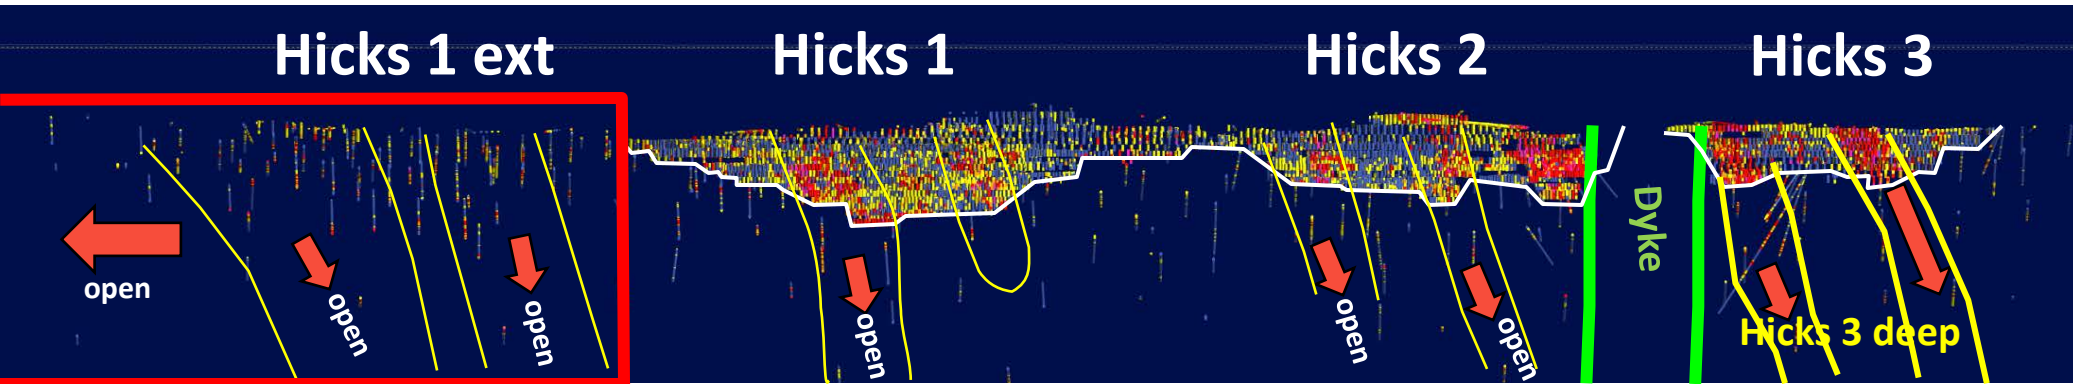 Hicks 1 ext
Hicks 1
Hicks 2
Hicks 3
open
open
open
open
open
open
Dyke
Hicks 3 deep